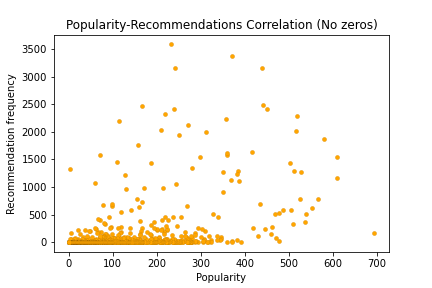 Popularity-Recommendations Correlation (No zeros)
Recommendation frequency
3500
3000
2500
2000
1500
1000
500
0
0 100 200 300 400 500 600 700
Popularity